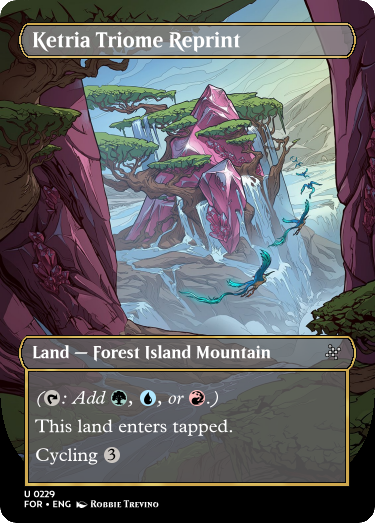 Ketria Triome Reprint
Land — Forest Island Mountain
(: Add , , or .)
This land enters tapped.
Cycling 3
U 0229
FOR • ENG Robbie Trevino